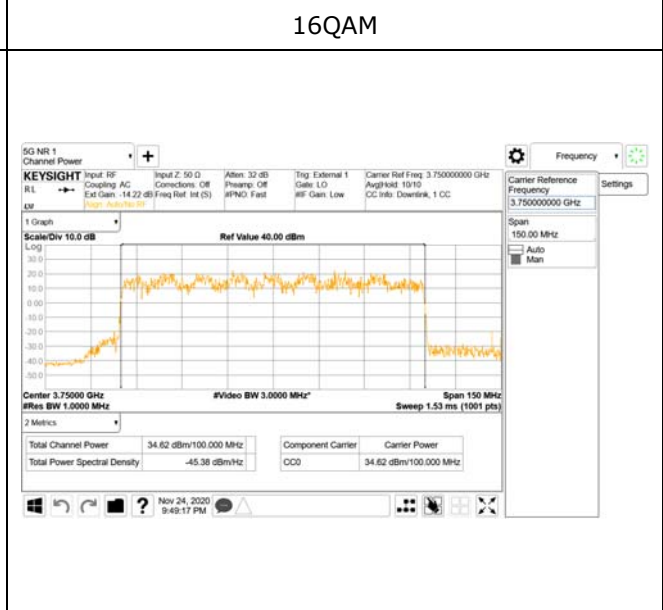 16QAM
5G NR 1
Channel Power
+
Frequency
KEYSIGHT Input: RF Input Z: 50 Ω Atten: 32 dB Trig: External 1 Carrier Ref Freq: 3.750000000 GHz
RL Coupling: AC Corrections: Off Preamp: Off Gate: LO Avg|Hold: 10/10
Ext Gain: -14.22 dB Freq Ref: Int (S) #PNO: Fast #IF Gain: Low CC Info: Downlink, 1 CC
Align: Auto/No RF
Carrier Reference
Frequency
3.750000000 GHz
Settings
Span
150.00 MHz
Auto
Man
1 Graph
Scale/Div 10.0 dB Ref Value 40.00 dBm
Log
30.0
20.0
10.0
0.00
-10.0
-20.0
-30.0
-40.0
-50.0
Center 3.75000 GHz #Video BW 3.0000 MHz* Span 150 MHz
#Res BW 1.0000 MHz Sweep 1.53 ms (1001 pts)
2 Metrics
Total Channel Power 34.62 dBm/100.000 MHz Component Carrier Carrier Power
Total Power Spectral Density -45.38 dBm/Hz CC0 34.62 dBm/100.000 MHz
? Nov 24, 2020
9:49:17 PM